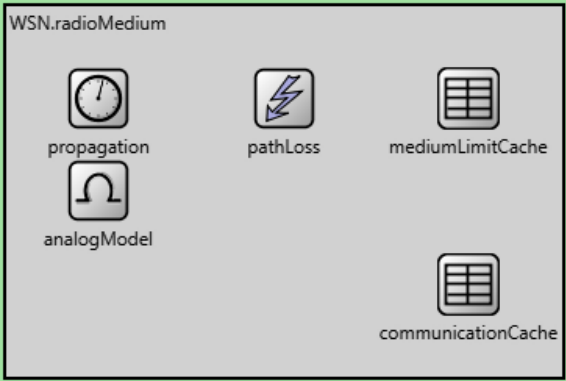 WSN.radioMedium
propagation
pathLoss
mediumLimitCache
analogModel
communicationCache